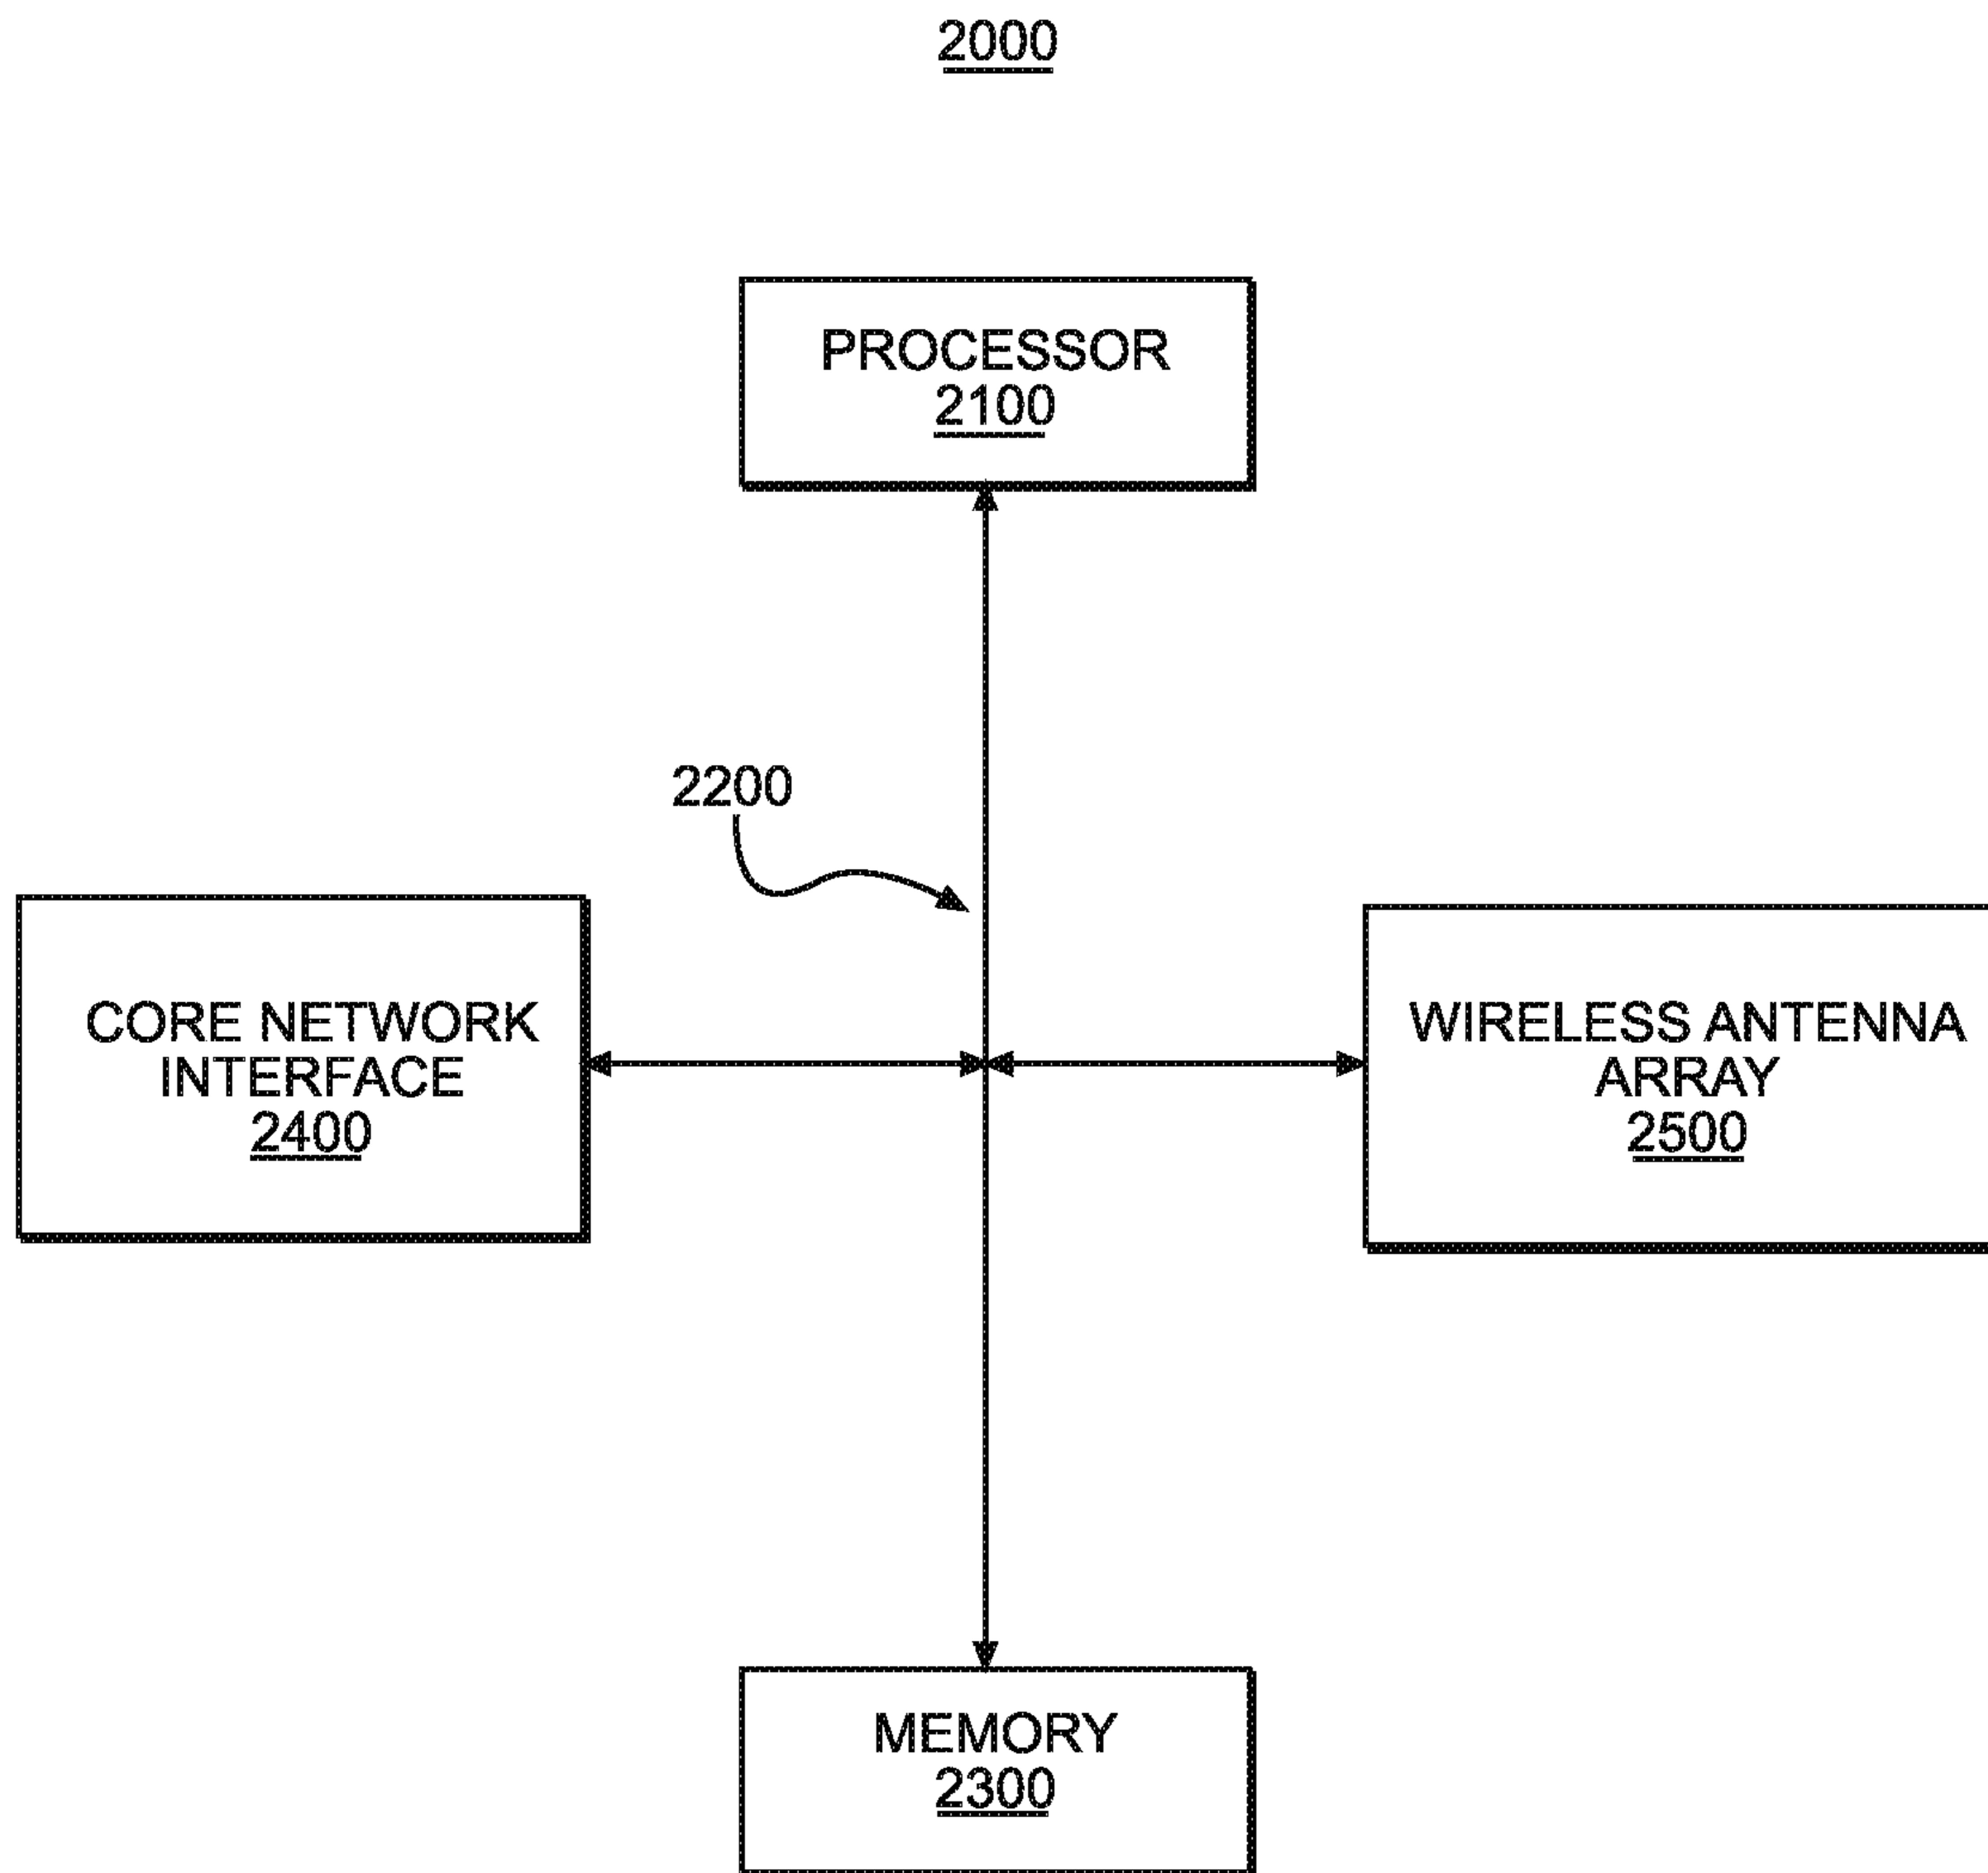 2000
PROCESSOR
2100
2200
CORE NETWORK
INTERFACE
2400
WIRELESS ANTENNA
ARRAY
2500
MEMORY
2300